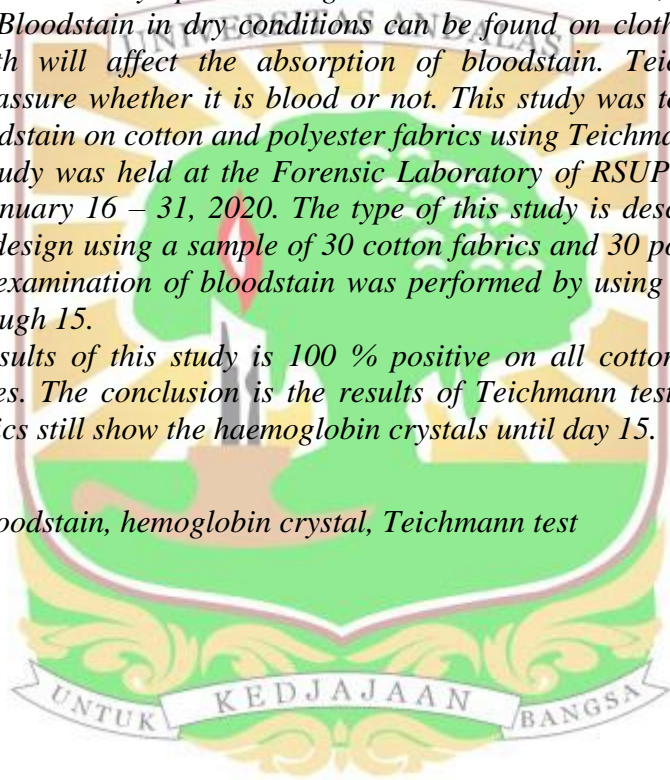 Bloodstain in dry conditions can be found on cloth
UNIVERSITAS ANDALAS
th will affect the absorption of bloodstain. Teic
assure whether it is blood or not. This study was to
dstain on cotton and polyester fabrics using Teichma
udy was held at the Forensic Laboratory of RSUP
nuary 16 – 31, 2020. The type of this study is desc
design using a sample of 30 cotton fabrics and 30 po
examination of bloodstain was performed by using
ugh 15.
sults of this study is 100 % positive on all cotton
es. The conclusion is the results of Teichmann test
ics still show the haemoglobin crystals until day 15.
oodstain, hemoglobin crystal, Teichmann test
UNTUK KEDJAJAAN BANGSA